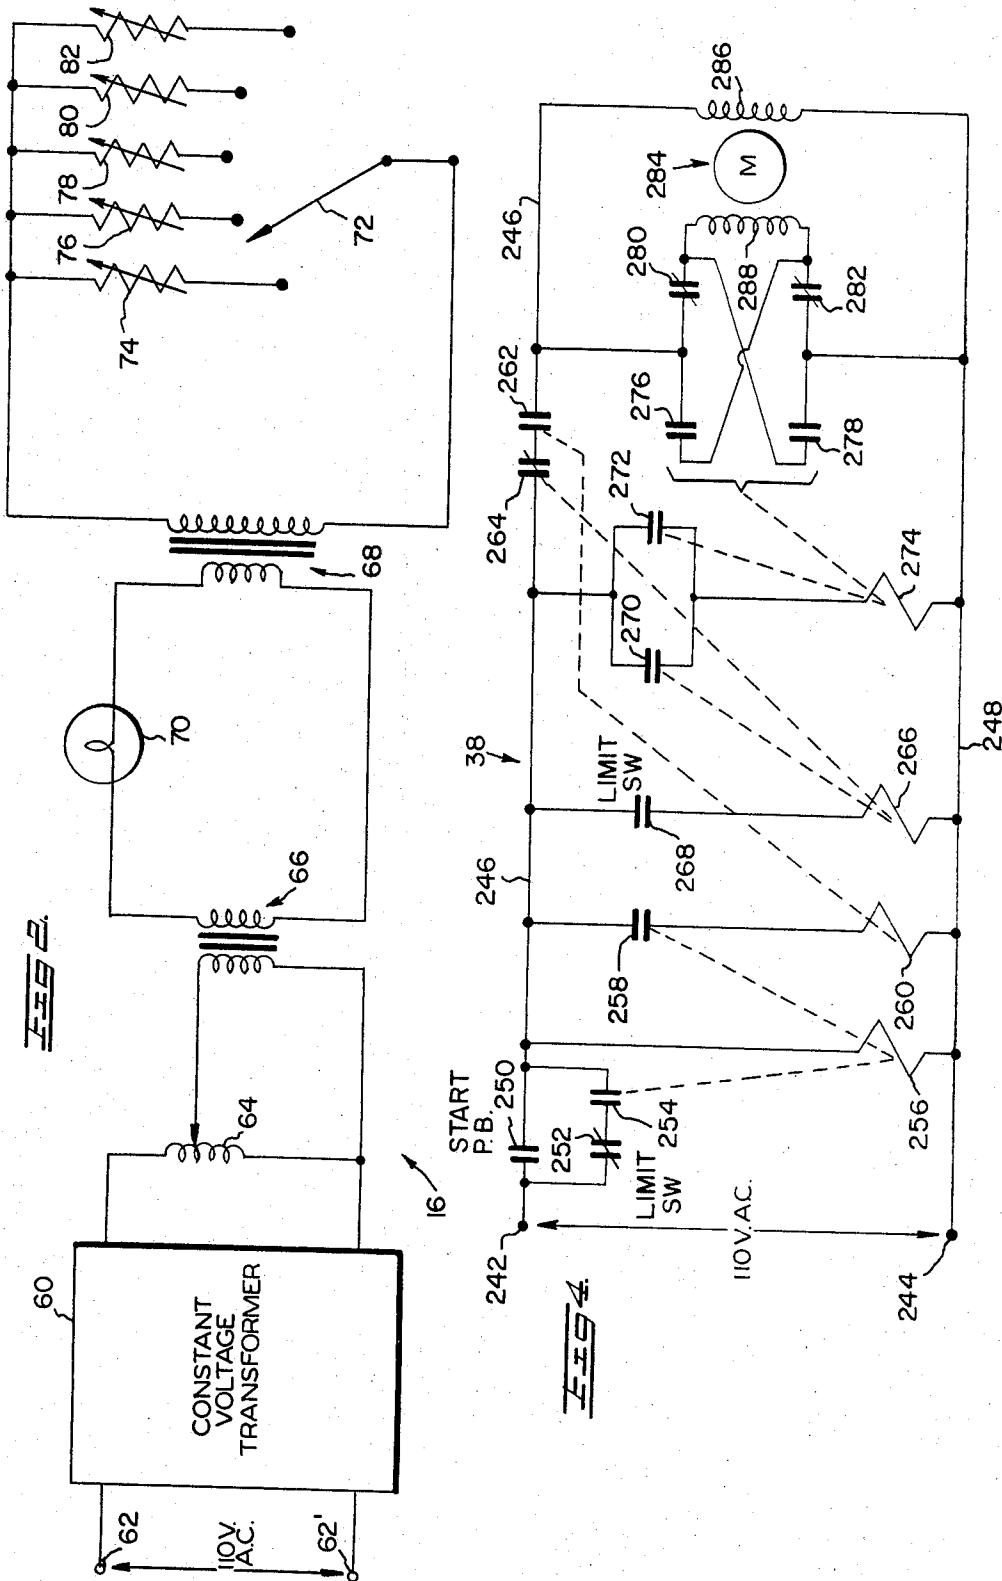 FIG 2.
60
62
110V.
A.C.
62'
CONSTANT
VOLTAGE
TRANSFORMER
16
64
66
70
68
72
74
76
78
80
82
FIG 4.
242
110V. A.C.
244
START
P.B.
250
252
LIMIT
SW
254
256
258
260
246
38
LIMIT
SW
268
266
248
270
272
274
264
262
276
278
280
282
246
284
M
288
286